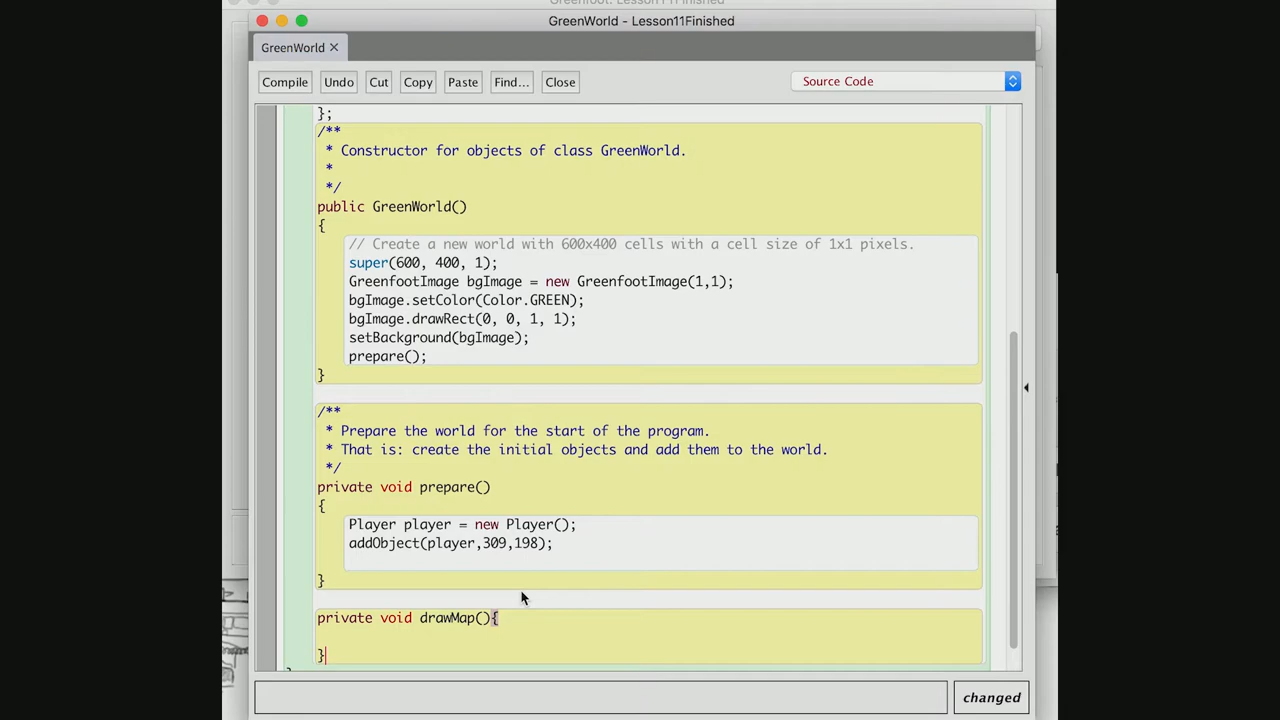 GreenWorld - Lesson11Finished
GreenWorld ✕
Compile Undo Cut Copy Paste Find... Close Source Code
};
/**
 * Constructor for objects of class GreenWorld.
 *
 */
public GreenWorld()
{
// Create a new world with 600x400 cells with a cell size of 1x1 pixels.
super(600, 400, 1);
GreenfootImage bgImage = new GreenfootImage(1,1);
bgImage.setColor(Color.GREEN);
bgImage.drawRect(0, 0, 1, 1);
setBackground(bgImage);
prepare();
}
/**
 * Prepare the world for the start of the program.
 * That is: create the initial objects and add them to the world.
 */
private void prepare()
{
Player player = new Player();
addObject(player,309,198);
}
private void drawMap(){
}
changed